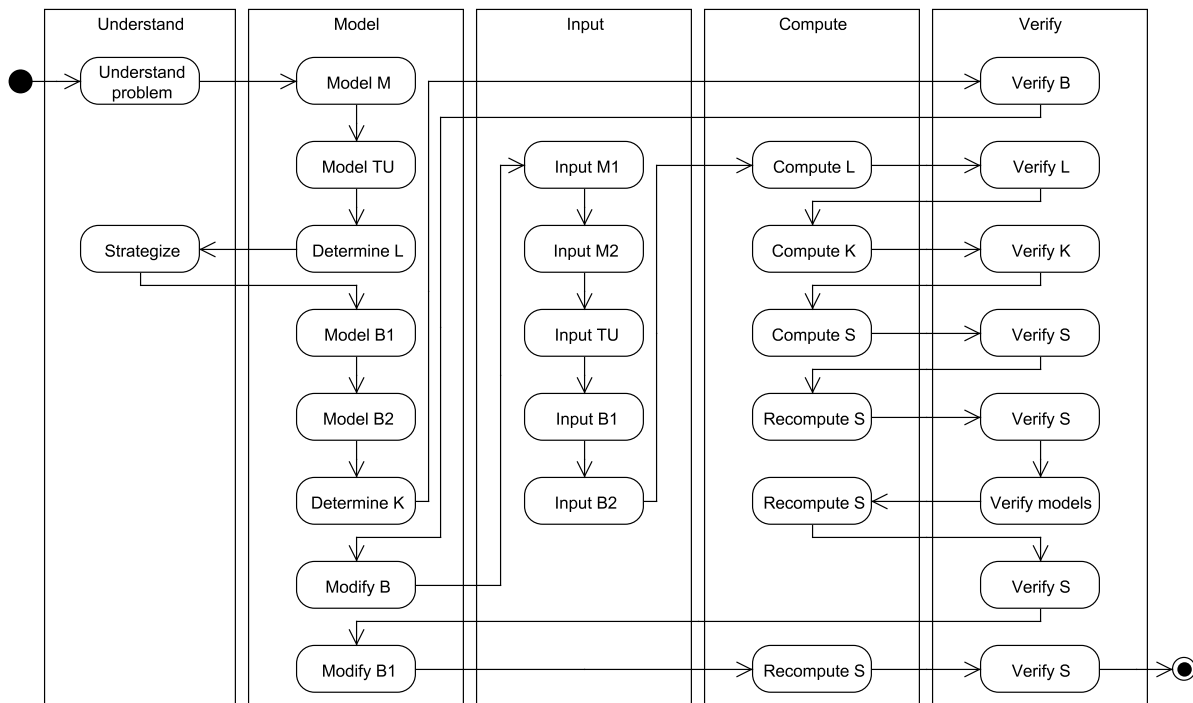 Understand
Model
Input
Compute
Verify
Understand
problem
Model M
Verify B
Model TU
Input M1
Compute L
Verify L
Strategize
Determine L
Input M2
Compute K
Verify K
Model B1
Input TU
Compute S
Verify S
Model B2
Input B1
Recompute S
Verify S
Determine K
Input B2
Recompute S
Verify models
Modify B
Verify S
Modify B1
Recompute S
Verify S